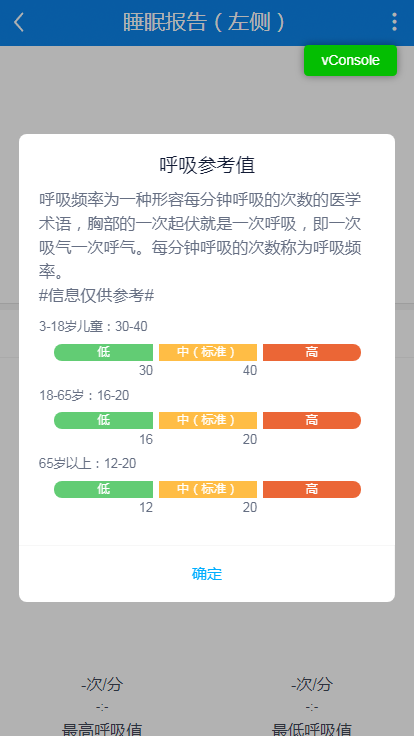 睡眠报告（左侧）
vConsole
呼吸参考值
呼吸频率为一种形容每分钟呼吸的次数的医学
术语，胸部的一次起伏就是一次呼吸，即一次
吸气一次呼气。每分钟呼吸的次数称为呼吸频
率。
#信息仅供参考#
3-18岁儿童：30-40
低 中（标准） 高
30 40
18-65岁：16-20
低 中（标准） 高
16 20
65岁以上：12-20
低 中（标准） 高
12 20
确定
-次/分 -次/分
-:- -:-
最高呼吸值 最低呼吸值